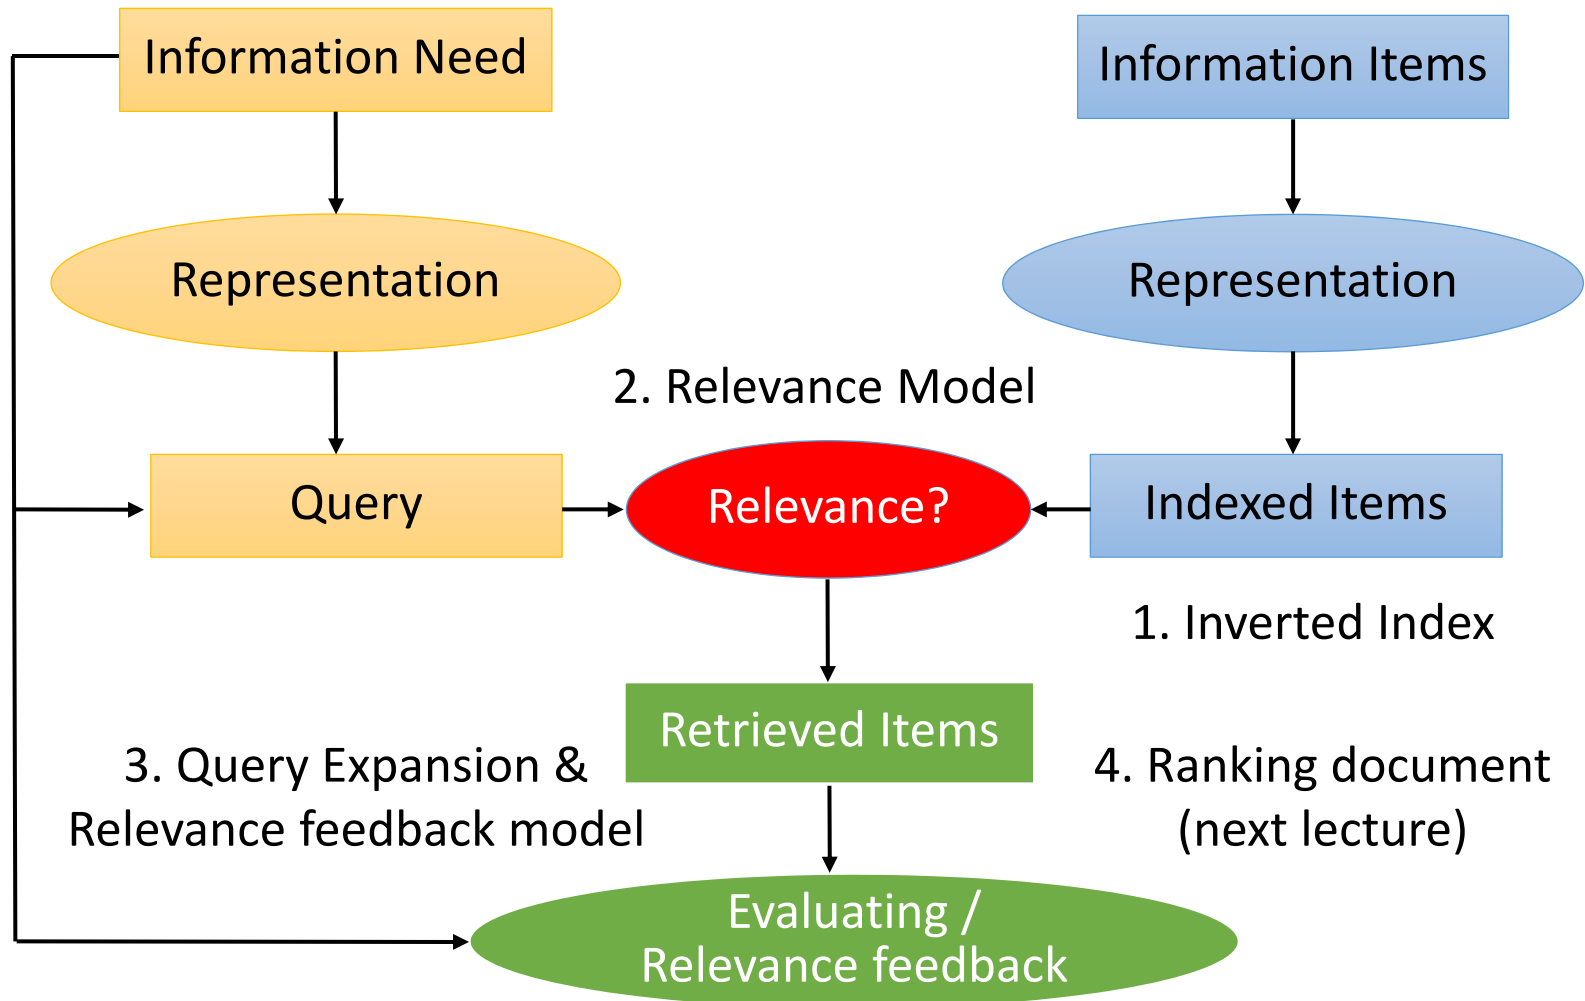 Information Need
Information Items
Representation
Representation
2. Relevance Model
Query
Relevance?
Indexed Items
1. Inverted Index
Retrieved Items
3. Query Expansion &
Relevance feedback model
4. Ranking document
(next lecture)
Evaluating /
Relevance feedback